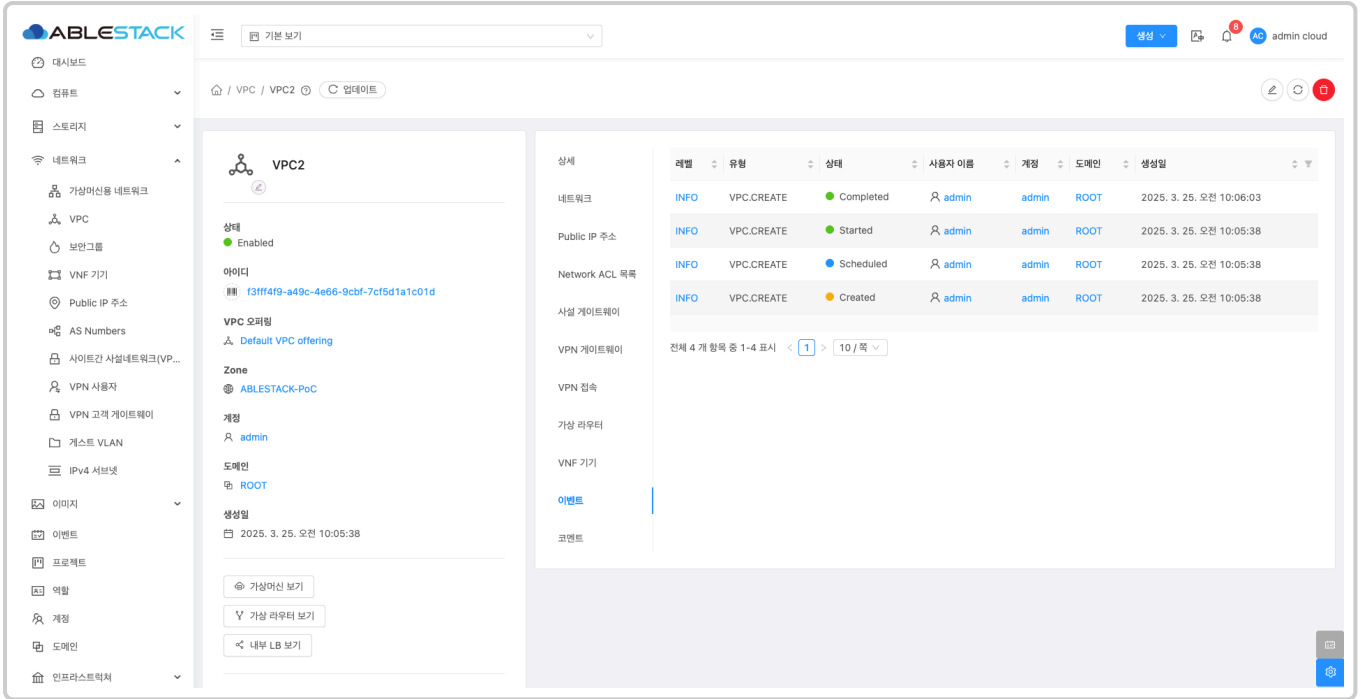 ABLESTACK
기본 보기
생성
8
AC admin cloud
대시보드
컴퓨트
스토리지
네트워크
가상머신용 네트워크
VPC
보안그룹
VNF 기기
Public IP 주소
AS Numbers
사이트간 사설네트워크(VP...
VPN 사용자
VPN 고객 게이트웨이
게스트 VLAN
IPv4 서브넷
이미지
이벤트
프로젝트
역할
계정
도메인
인프라스트럭쳐
/ VPC / VPC2 업데이트
VPC2
상태
Enabled
아이디
f3fff4f9-a49c-4e66-9cbf-7cf5d1a1c01d
VPC 오퍼링
Default VPC offering
Zone
ABLESTACK-PoC
계정
admin
도메인
ROOT
생성일
2025. 3. 25. 오전 10:05:38
가상머신 보기
가상 라우터 보기
내부 LB 보기
상세
네트워크
Public IP 주소
Network ACL 목록
사설 게이트웨이
VPN 게이트웨이
VPN 접속
가상 라우터
VNF 기기
이벤트
코멘트
레벨 유형 상태 사용자 이름 계정 도메인 생성일
INFO VPC.CREATE Completed admin admin ROOT 2025. 3. 25. 오전 10:06:03
INFO VPC.CREATE Started admin admin ROOT 2025. 3. 25. 오전 10:05:38
INFO VPC.CREATE Scheduled admin admin ROOT 2025. 3. 25. 오전 10:05:38
INFO VPC.CREATE Created admin admin ROOT 2025. 3. 25. 오전 10:05:38
전체 4 개 항목 중 1-4 표시 < 1 > 10 / 쪽